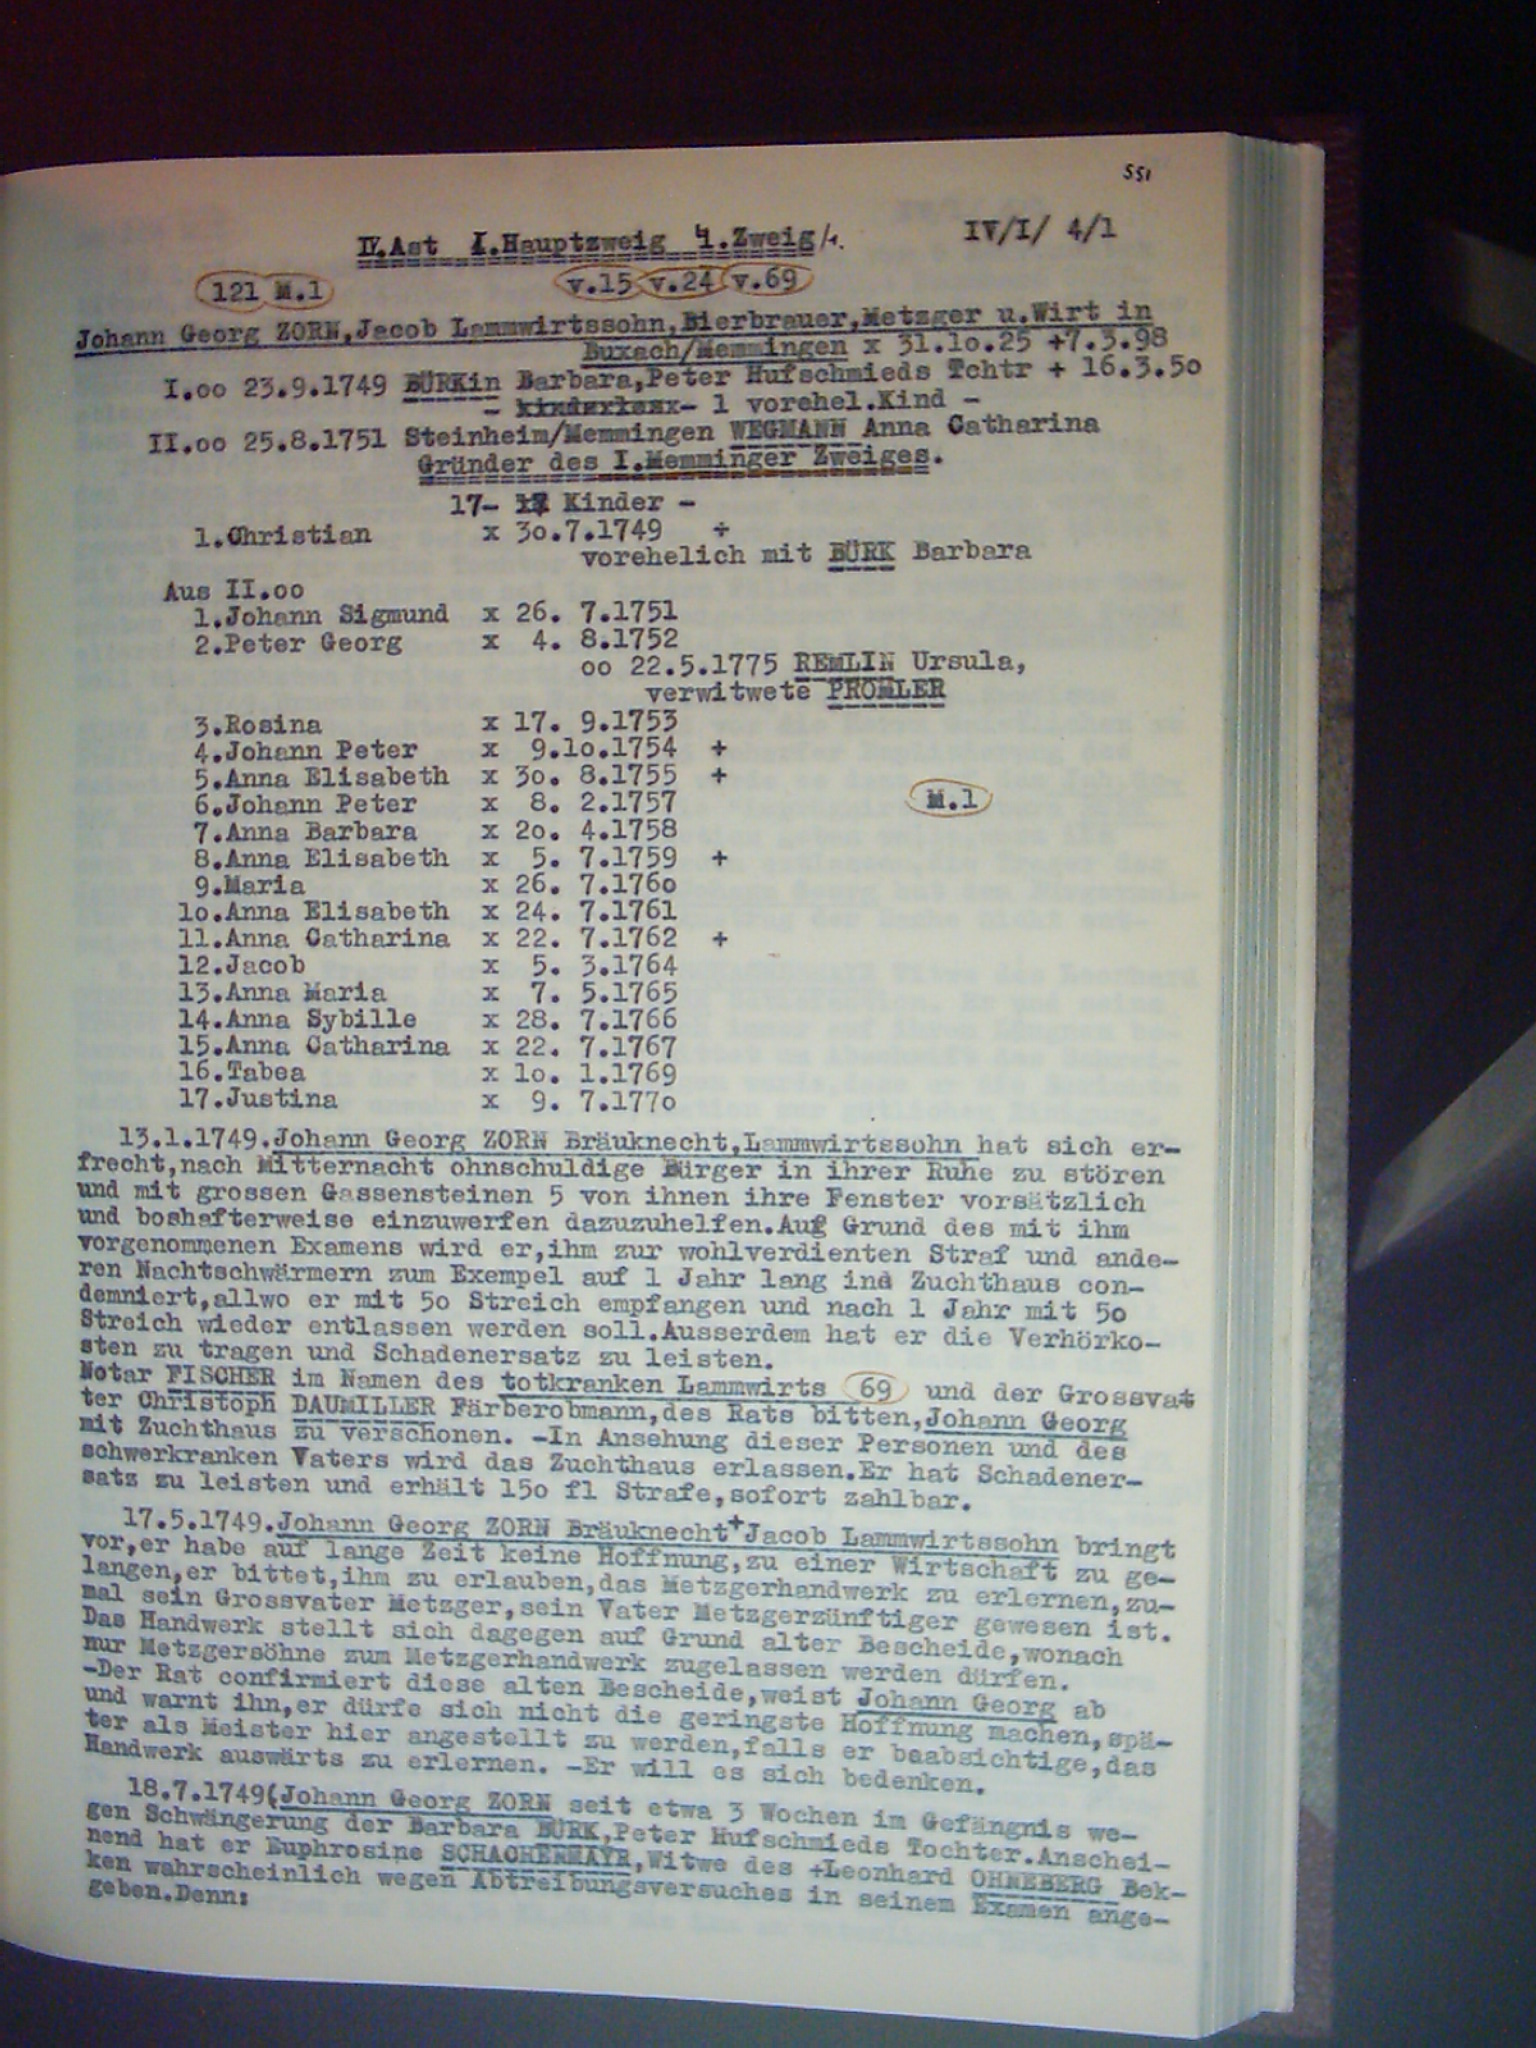 551
IV.Ast I.Hauptzweig 4.Zweig/1. IV/I/ 4/1
121 M.1 v.15 v.24 v.69
Johann Georg ZORN,Jacob Lammwirtssohn,Bierbrauer,Metzger u.Wirt in
Buxach/Memmingen x 31.10.25 +7.3.98
I.oo 23.9.1749 BÜRKin Barbara,Peter Hufschmieds Tchtr + 16.3.50
- kinderlos - 1 vorehel.Kind -
II.oo 25.8.1751 Steinheim/Memmingen WEGMANN Anna Catharina
Gründer des I.Memminger Zweiges.
17- Kinder -
1.Christian x 30.7.1749 +
vorehelich mit BÜRK Barbara
Aus II.oo
1.Johann Sigmund x 26. 7.1751
2.Peter Georg x 4. 8.1752
oo 22.5.1775 REMLIN Ursula,
verwitwete PROMLER
3.Rosina x 17. 9.1753
4.Johann Peter x 9.10.1754 +
5.Anna Elisabeth x 30. 8.1755 +
6.Johann Peter x 8. 2.1757 M.1
7.Anna Barbara x 20. 4.1758
8.Anna Elisabeth x 5. 7.1759 +
9.Maria x 26. 7.1760
10.Anna Elisabeth x 24. 7.1761
11.Anna Catharina x 22. 7.1762 +
12.Jacob x 5. 3.1764
13.Anna Maria x 7. 5.1765
14.Anna Sybille x 28. 7.1766
15.Anna Catharina x 22. 7.1767
16.Tabea x 10. 1.1769
17.Justina x 9. 7.1770
13.1.1749.Johann Georg ZORN Bräuknecht,Lammwirtssohn hat sich er-
frecht,nach Mitternacht ohnschuldige Bürger in ihrer Ruhe zu stören
und mit grossen Gassensteinen 5 von ihnen ihre Fenster vorsätzlich
und boshafterweise einzuwerfen dazuzuhelfen.Auf Grund des mit ihm
vorgenommenen Examens wird er,ihm zur wohlverdienten Straf und ande-
ren Nachtschwärmern zum Exempel auf 1 Jahr lang ins Zuchthaus con-
demniert,allwo er mit 50 Streich empfangen und nach 1 Jahr mit 50
Streich wieder entlassen werden soll.Ausserdem hat er die Verhörko-
sten zu tragen und Schadenersatz zu leisten.
Notar FISCHER im Namen des totkranken Lammwirts 69 und der Grossvat
ter Christoph DAUMILLER Färberobmann,des Rats bitten,Johann Georg
mit Zuchthaus zu verschonen. -In Ansehung dieser Personen und des
schwerkranken Vaters wird das Zuchthaus erlassen.Er hat Schadener-
satz zu leisten und erhält 150 fl Strafe,sofort zahlbar.
17.5.1749.Johann Georg ZORN Bräuknecht+Jacob Lammwirtssohn bringt
vor,er habe auf lange Zeit keine Hoffnung,zu einer Wirtschaft zu ge-
langen,er bittet,ihm zu erlauben,das Metzgerhandwerk zu erlernen,zu-
mal sein Grossvater Metzger,sein Vater Metzgerzünftiger gewesen ist.
Das Handwerk stellt sich dagegen auf Grund alter Bescheide,wonach
nur Metzgersöhne zum Metzgerhandwerk zugelassen werden dürfen.
-Der Rat confirmiert diese alten Bescheide,weist Johann Georg ab
und warnt ihn,er dürfe sich nicht die geringste Hoffnung machen,spä-
ter als Meister hier angestellt zu werden,falls er beabsichtige,das
Handwerk auswärts zu erlernen. -Er will es sich bedenken.
18.7.1749(Johann Georg ZORN seit etwa 3 Wochen im Gefängnis we-
gen Schwängerung der Barbara BÜRK,Peter Hufschmieds Tochter.Anschei-
nend hat er Euphrosine SCHACHERMAYR,Witwe des +Leonhard OHNEBERG Bek-
ken wahrscheinlich wegen Abtreibungsversuches in seinem Examen ange-
geben.Denn: